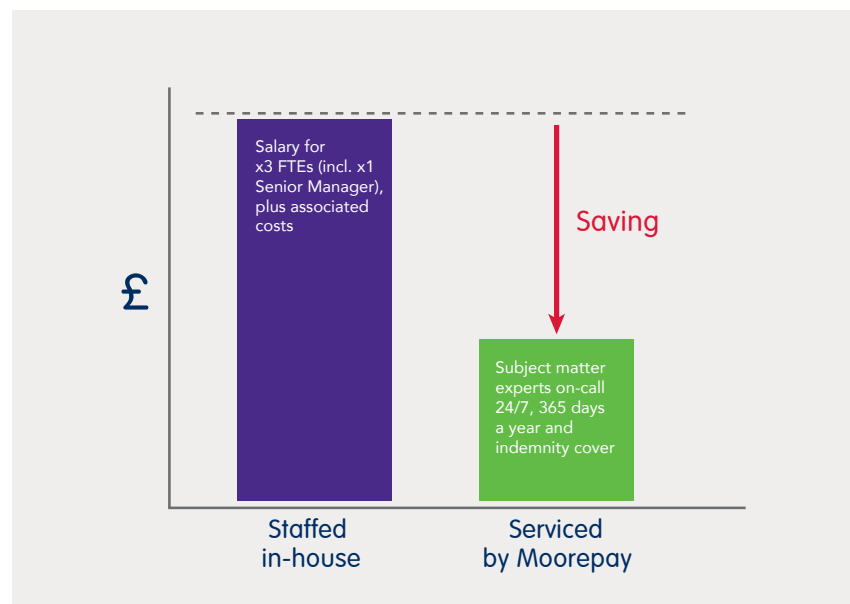 Salary for
x3 FTEs (incl. x1
Senior Manager),
plus associated
costs
Saving
£
Subject matter
experts on-call
24/7, 365 days
a year and
indemnity cover
Staffed
in-house
Serviced
by Moorepay